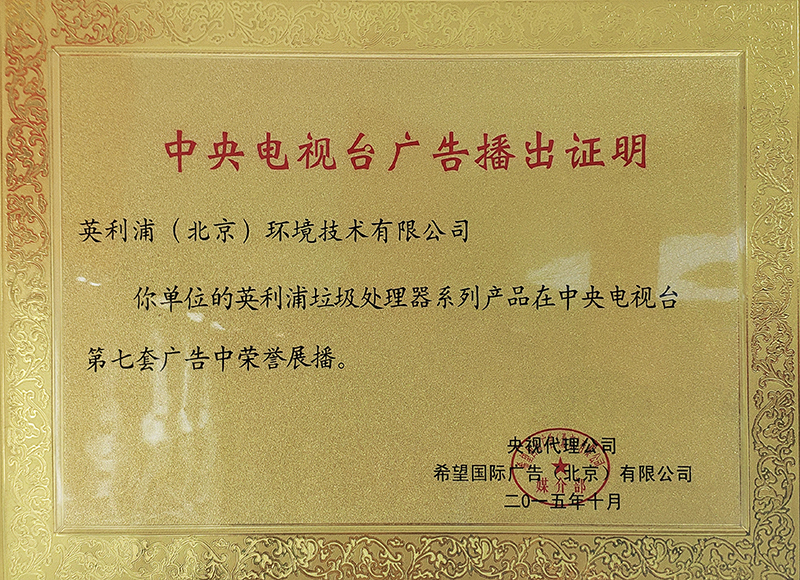 中央电视台广告播出证明
英利浦（北京）环境技术有限公司
你单位的英利浦垃圾处理器系列产品在中央电视台
第七套广告中荣誉展播。
央视代理公司
希望国际广告（北京）有限公司
媒介部
二〇一五年十月